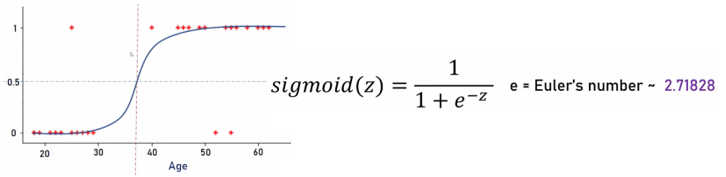 1
0.5
0
20 30 40 50 60
Age
sigmoid(z) = 1 / 1 + e^−z
e = Euler's number ~ 2.71828